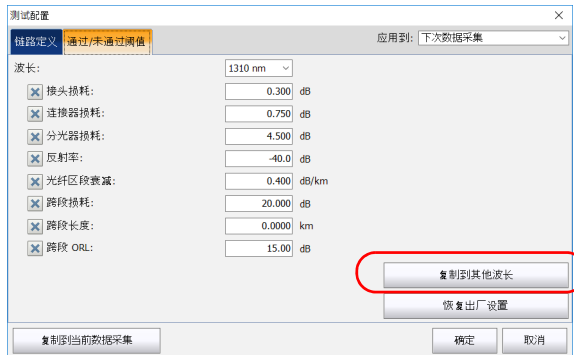 测试配置
链路定义 通过/未通过阈值 应用到: 下次数据采集
波长: 1310 nm
接头损耗: 0.300 dB
连接器损耗: 0.750 dB
分光器损耗: 4.500 dB
反射率: -40.0 dB
光纤区段衰减: 0.400 dB/km
跨段损耗: 20.000 dB
跨段长度: 0.0000 km
跨段 ORL: 15.00 dB
复制到其他波长
恢复出厂设置
复制到当前数据采集 确定 取消